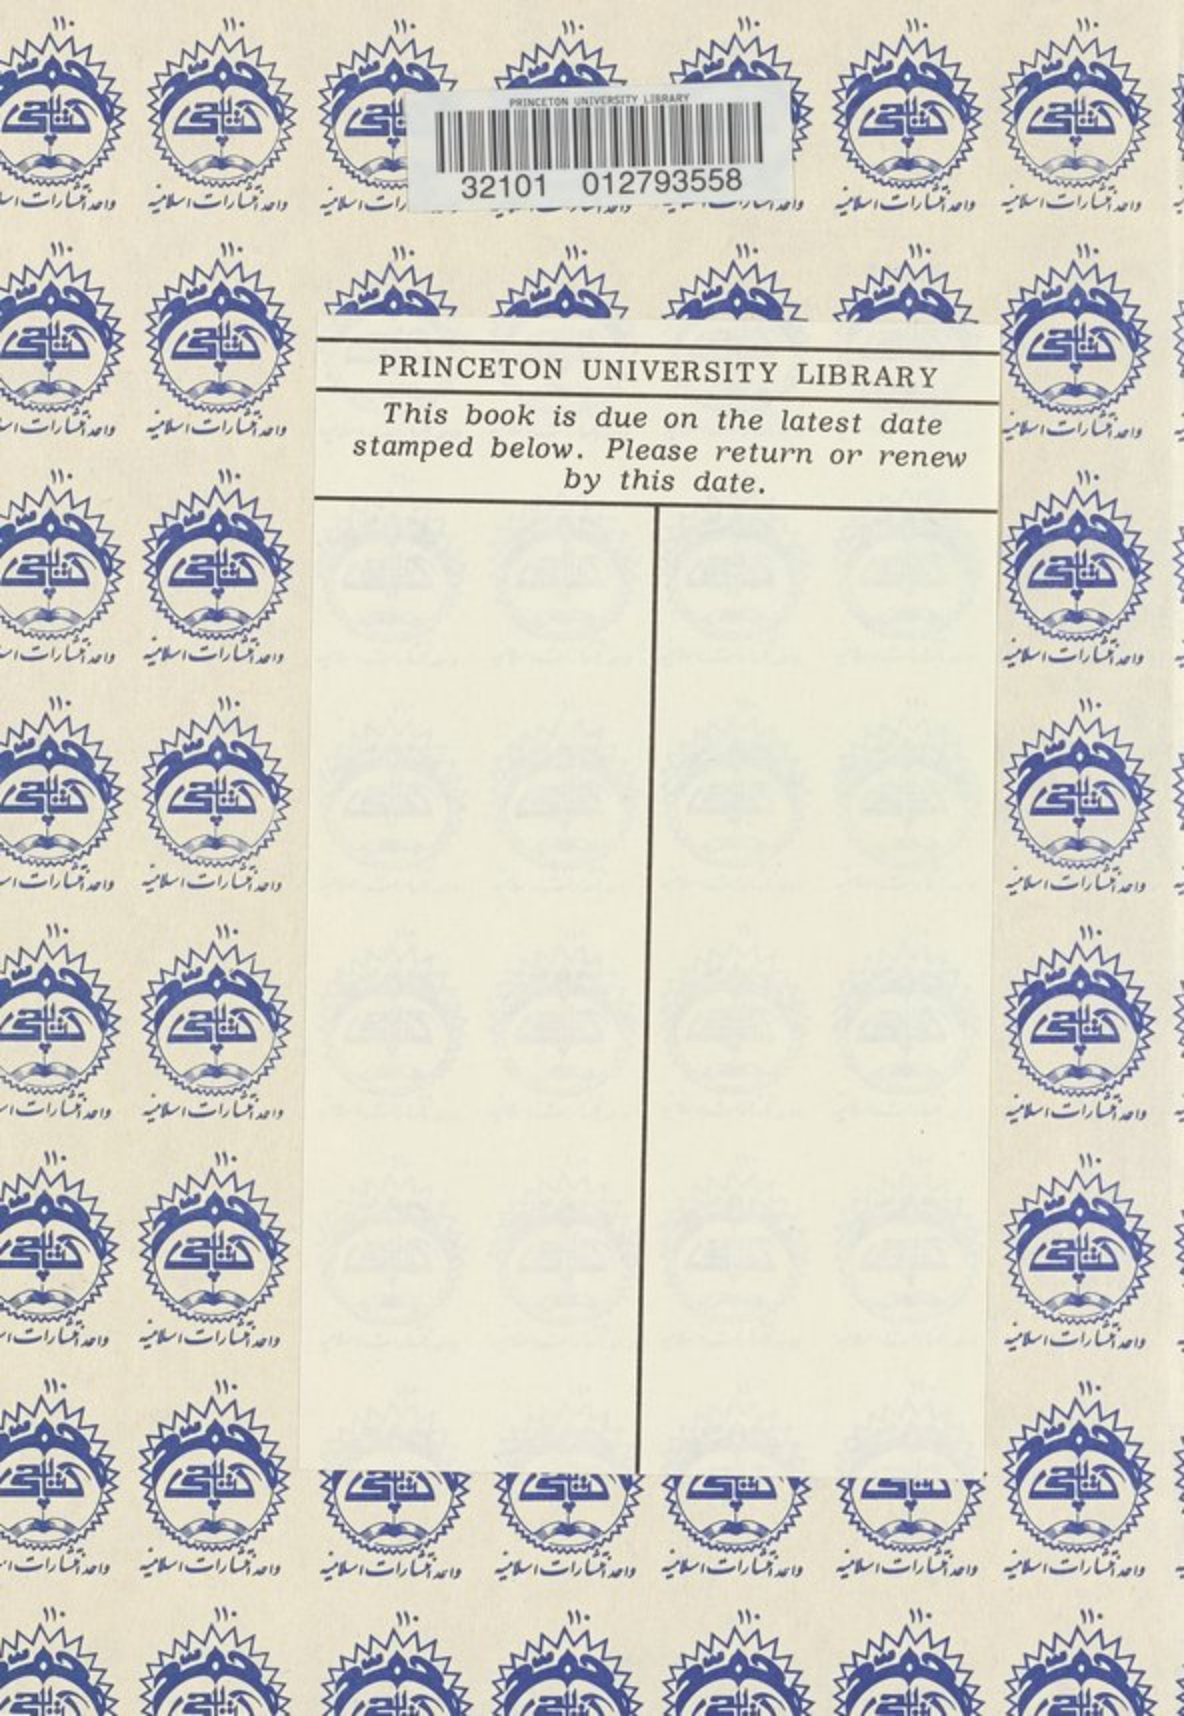 PRINCETON UNIVERSITY LIBRARY
32101 012793558
PRINCETON UNIVERSITY LIBRARY
This book is due on the latest date
stamped below. Please return or renew
by this date.
١١٠
واحد انتشارات اسلامیه